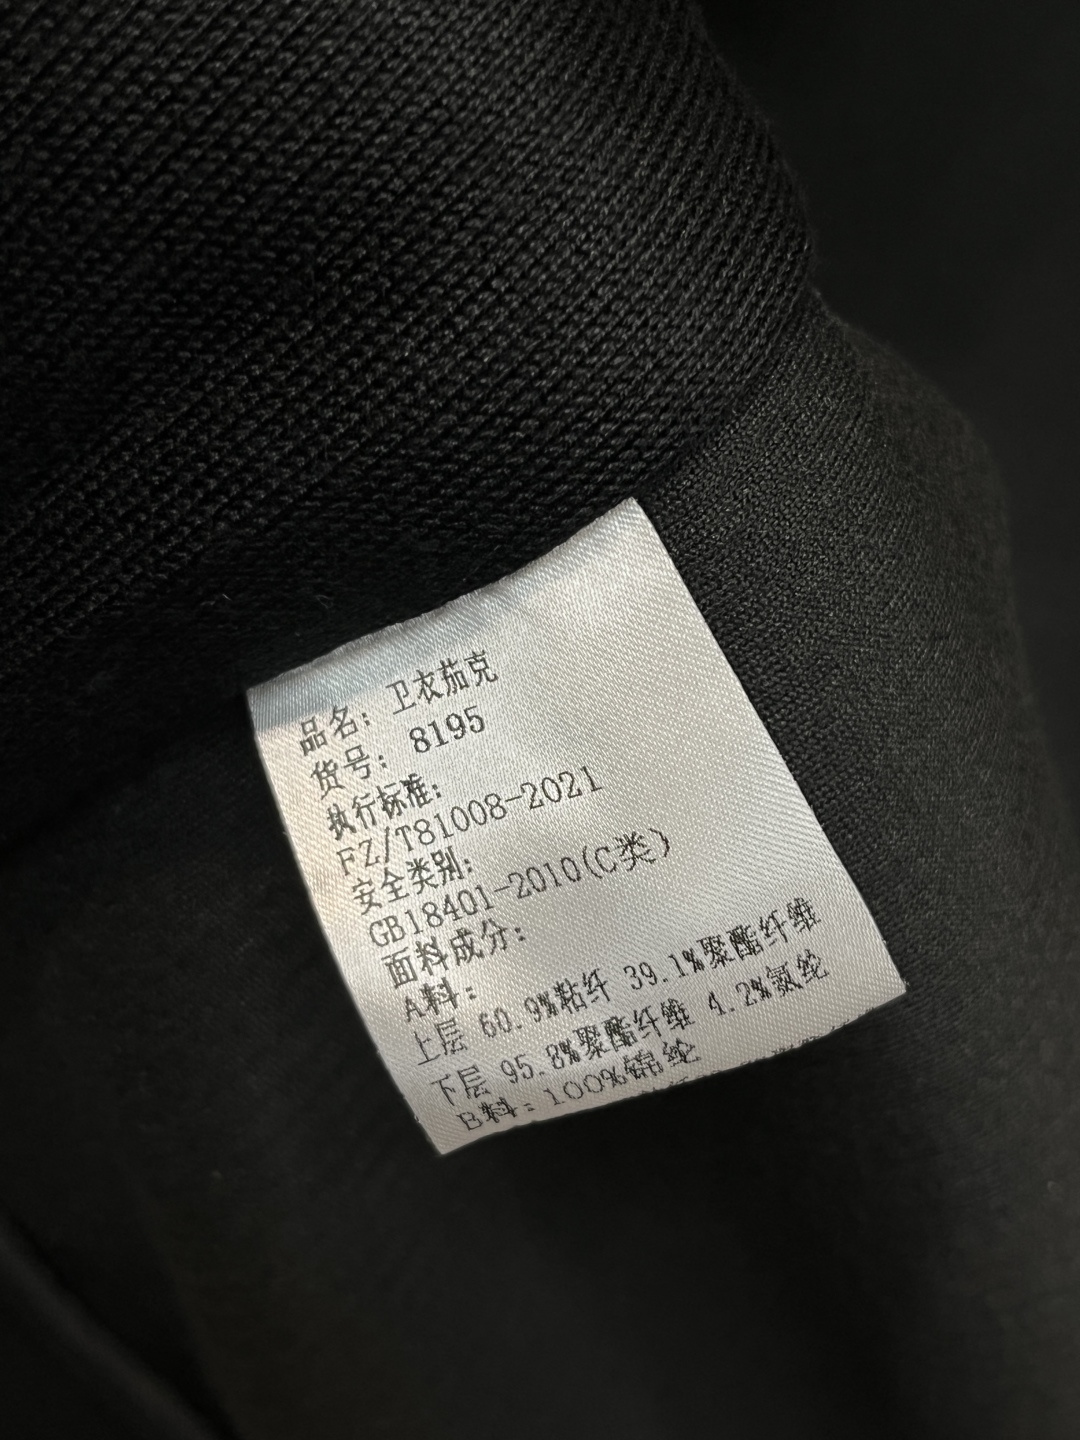 品名：卫衣茄克
货号：8195
执行标准：
FZ/T81008-2021
安全类别：
GB18401-2010(C类)
面料成分：
A料：
上层 60.9%粘纤 39.1%聚酯纤维
下层 95.8%聚酯纤维 4.2%氨纶
B料：100%锦纶